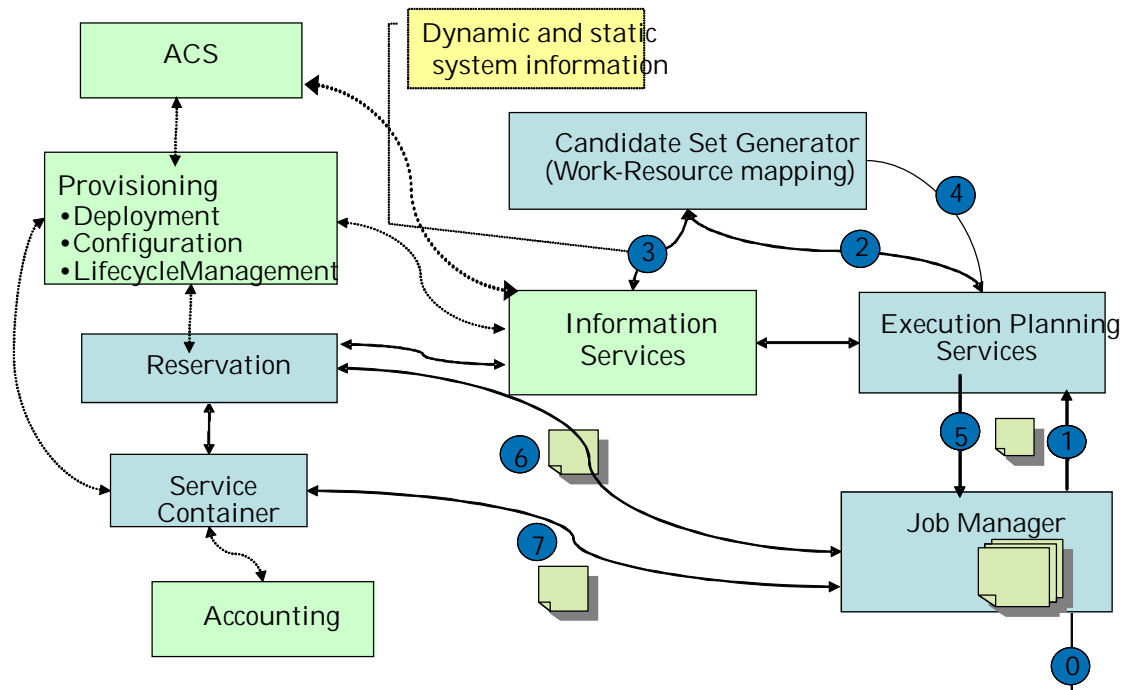 ACS
Dynamic and static
system information
Candidate Set Generator
(Work-Resource mapping)
Provisioning
•Deployment
•Configuration
•LifecycleManagement
4
3
2
Information
Services
Execution Planning
Services
Reservation
5
1
6
Service
Container
Job Manager
7
Accounting
0